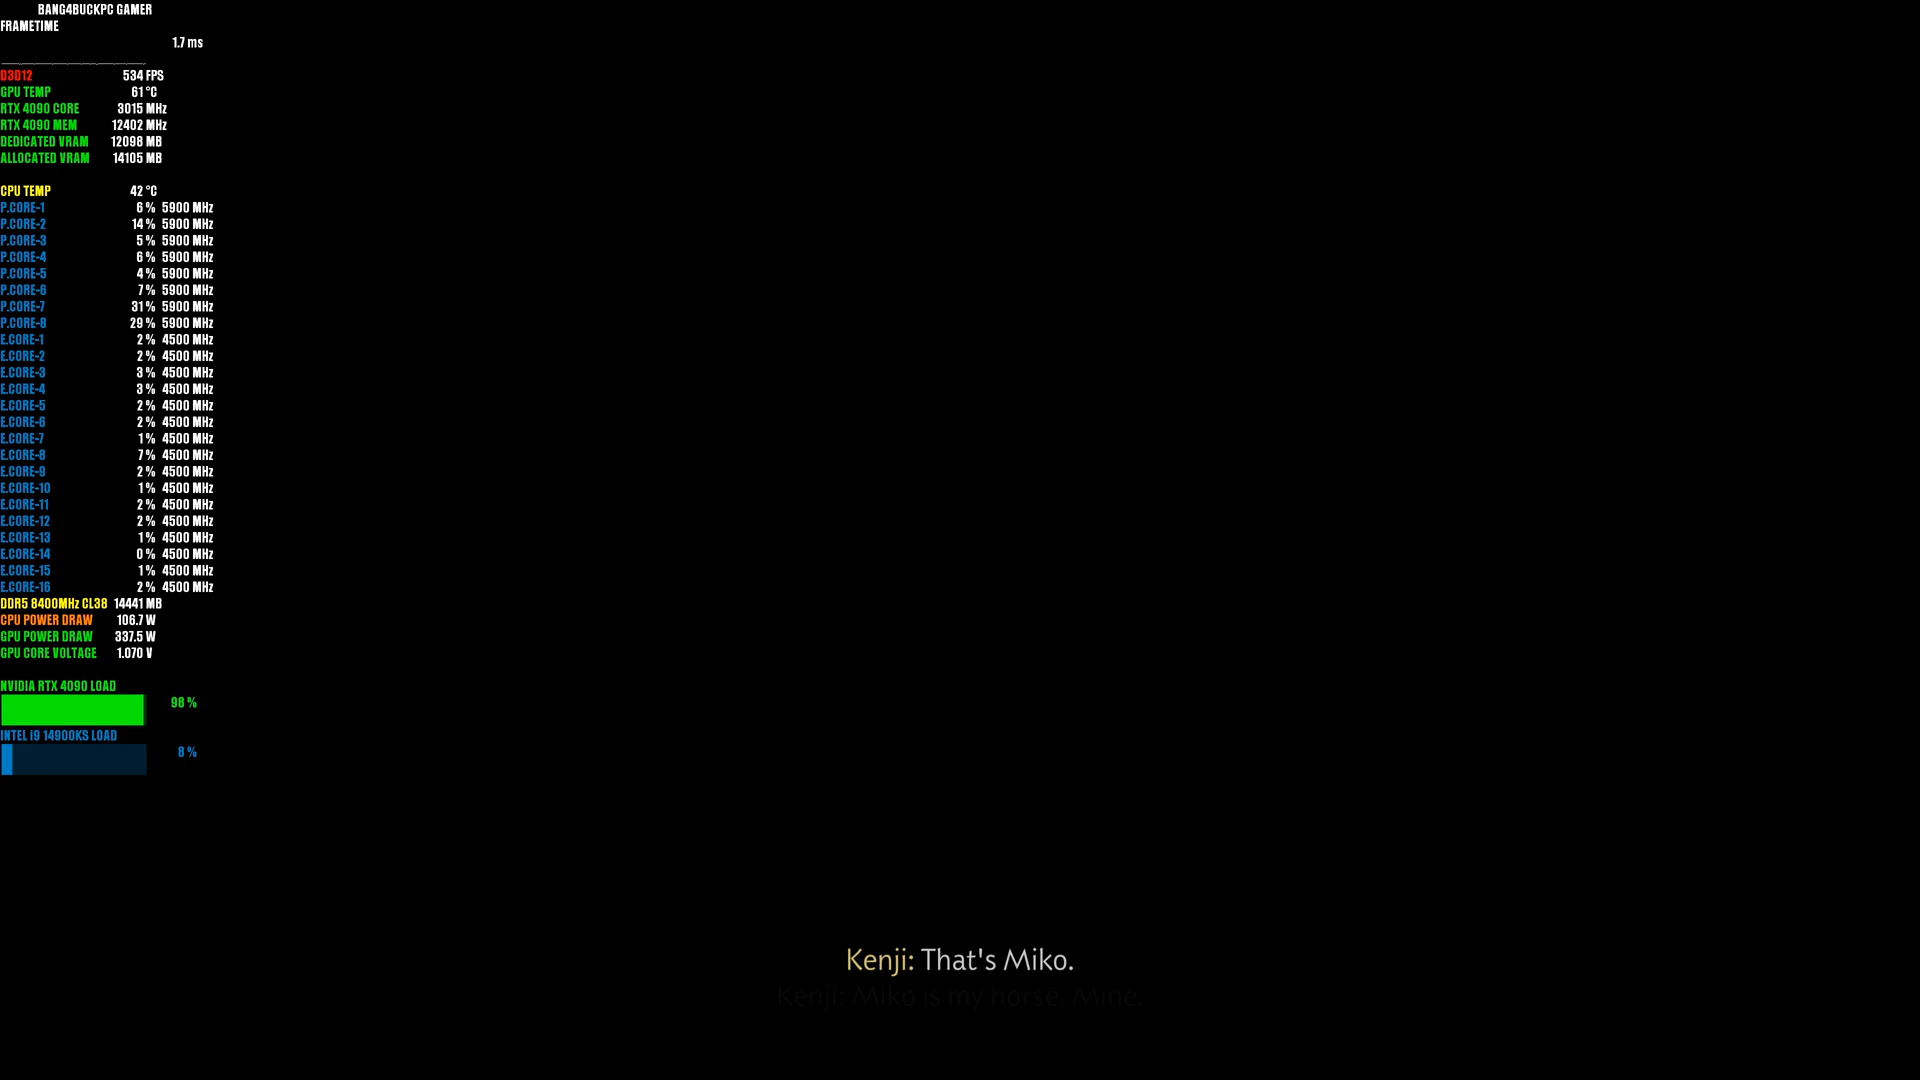 BANG4BUCKPC GAMER
FRAMETIME
1.7 ms
D3D12 534 FPS
GPU TEMP 61 °C
RTX 4090 CORE 3015 MHz
RTX 4090 MEM 12402 MHz
DEDICATED VRAM 12098 MB
ALLOCATED VRAM 14105 MB
CPU TEMP 42 °C
P.CORE-1 6 % 5900 MHz
P.CORE-2 14 % 5900 MHz
P.CORE-3 5 % 5900 MHz
P.CORE-4 6 % 5900 MHz
P.CORE-5 4 % 5900 MHz
P.CORE-6 7 % 5900 MHz
P.CORE-7 31 % 5900 MHz
P.CORE-8 29 % 5900 MHz
E.CORE-1 2 % 4500 MHz
E.CORE-2 2 % 4500 MHz
E.CORE-3 3 % 4500 MHz
E.CORE-4 3 % 4500 MHz
E.CORE-5 2 % 4500 MHz
E.CORE-6 2 % 4500 MHz
E.CORE-7 1 % 4500 MHz
E.CORE-8 7 % 4500 MHz
E.CORE-9 2 % 4500 MHz
E.CORE-10 1 % 4500 MHz
E.CORE-11 2 % 4500 MHz
E.CORE-12 2 % 4500 MHz
E.CORE-13 1 % 4500 MHz
E.CORE-14 0 % 4500 MHz
E.CORE-15 1 % 4500 MHz
E.CORE-16 2 % 4500 MHz
DDR5 8400MHz CL38 14441 MB
CPU POWER DRAW 106.7 W
GPU POWER DRAW 337.5 W
GPU CORE VOLTAGE 1.070 V
NVIDIA RTX 4090 LOAD
98 %
INTEL i9 14900KS LOAD
8 %
Kenji: That's Miko.
Kenji: Miko is my horse. Mine.